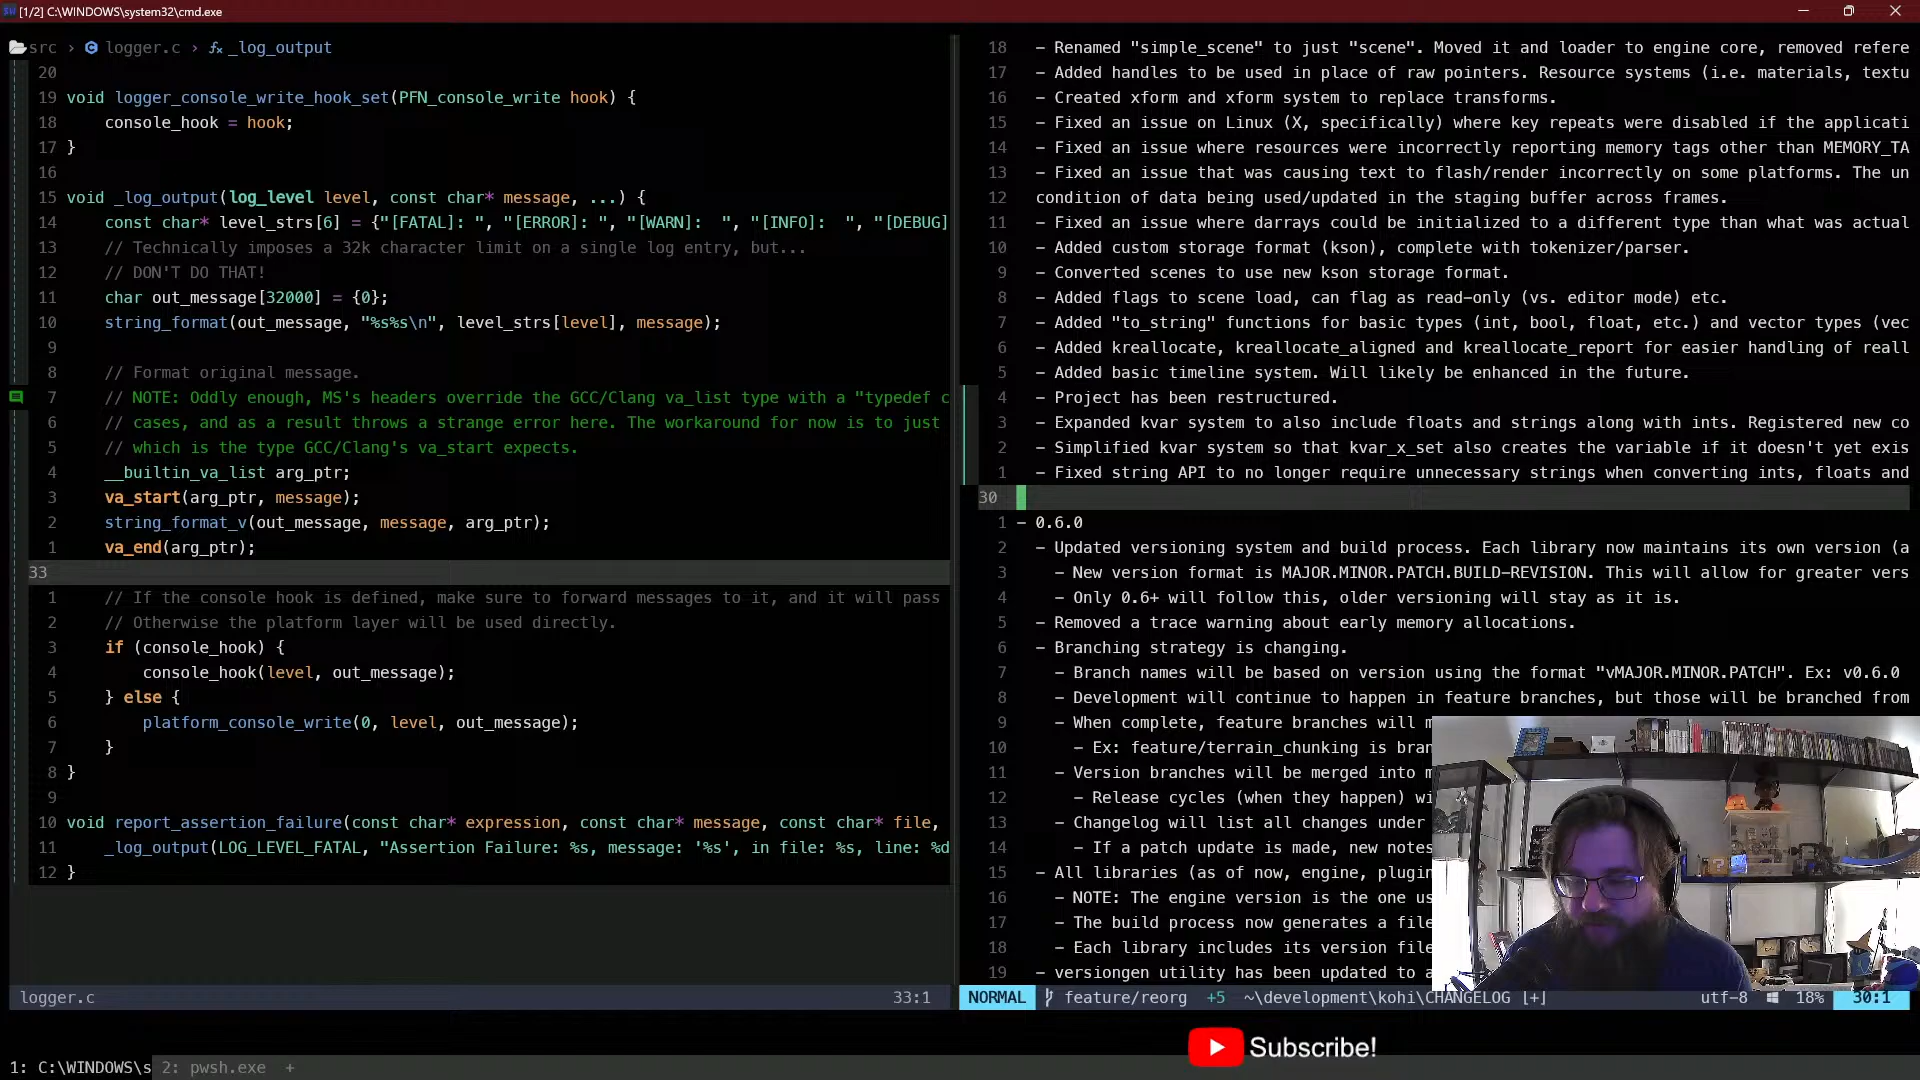 [1/2] C:\WINDOWS\system32\cmd.exe
src › logger.c › _log_output
20
19 void logger_console_write_hook_set(PFN_console_write hook) {
18 console_hook = hook;
17 }
16
15 void _log_output(log_level level, const char* message, ...) {
14 const char* level_strs[6] = {"[FATAL]: ", "[ERROR]: ", "[WARN]:  ", "[INFO]:  ", "[DEBUG]
13 // Technically imposes a 32k character limit on a single log entry, but...
12 // DON'T DO THAT!
11 char out_message[32000] = {0};
10 string_format(out_message, "%s%s\n", level_strs[level], message);
9
8 // Format original message.
7 // NOTE: Oddly enough, MS's headers override the GCC/Clang va_list type with a "typedef c
6 // cases, and as a result throws a strange error here. The workaround for now is to just
5 // which is the type GCC/Clang's va_start expects.
4 __builtin_va_list arg_ptr;
3 va_start(arg_ptr, message);
2 string_format_v(out_message, message, arg_ptr);
1 va_end(arg_ptr);
33
1 // If the console hook is defined, make sure to forward messages to it, and it will pass
2 // Otherwise the platform layer will be used directly.
3 if (console_hook) {
4 console_hook(level, out_message);
5 } else {
6 platform_console_write(0, level, out_message);
7 }
8 }
9
10 void report_assertion_failure(const char* expression, const char* message, const char* file,
11 _log_output(LOG_LEVEL_FATAL, "Assertion Failure: %s, message: '%s', in file: %s, line: %d
12 }
logger.c 33:1
18 - Renamed "simple_scene" to just "scene". Moved it and loader to engine core, removed refere
17 - Added handles to be used in place of raw pointers. Resource systems (i.e. materials, textu
16 - Created xform and xform system to replace transforms.
15 - Fixed an issue on Linux (X, specifically) where key repeats were disabled if the applicati
14 - Fixed an issue where resources were incorrectly reporting memory tags other than MEMORY_TA
13 - Fixed an issue that was causing text to flash/render incorrectly on some platforms. The un
12 condition of data being used/updated in the staging buffer across frames.
11 - Fixed an issue where darrays could be initialized to a different type than what was actual
10 - Added custom storage format (kson), complete with tokenizer/parser.
9 - Converted scenes to use new kson storage format.
8 - Added flags to scene load, can flag as read-only (vs. editor mode) etc.
7 - Added "to_string" functions for basic types (int, bool, float, etc.) and vector types (vec
6 - Added kreallocate, kreallocate_aligned and kreallocate_report for easier handling of reall
5 - Added basic timeline system. Will likely be enhanced in the future.
4 - Project has been restructured.
3 - Expanded kvar system to also include floats and strings along with ints. Registered new co
2 - Simplified kvar system so that kvar_x_set also creates the variable if it doesn't yet exis
1 - Fixed string API to no longer require unnecessary strings when converting ints, floats and
30
1 - 0.6.0
2 - Updated versioning system and build process. Each library now maintains its own version (a
3 - New version format is MAJOR.MINOR.PATCH.BUILD-REVISION. This will allow for greater vers
4 - Only 0.6+ will follow this, older versioning will stay as it is.
5 - Removed a trace warning about early memory allocations.
6 - Branching strategy is changing.
7 - Branch names will be based on version using the format "vMAJOR.MINOR.PATCH". Ex: v0.6.0
8 - Development will continue to happen in feature branches, but those will be branched from
9 - When complete, feature branches will m
10 - Ex: feature/terrain_chunking is bran
11 - Version branches will be merged into m
12 - Release cycles (when they happen) wi
13 - Changelog will list all changes under
14 - If a patch update is made, new notes
15 - All libraries (as of now, engine, plugin
16 - NOTE: The engine version is the one us
17 - The build process now generates a file
18 - Each library includes its version file
19 - versiongen utility has been updated to a
NORMAL feature/reorg +5 ~\development\kohi\CHANGELOG [+] utf-8 18% 30:1
Subscribe!
1: C:\WINDOWS\s 2: pwsh.exe +